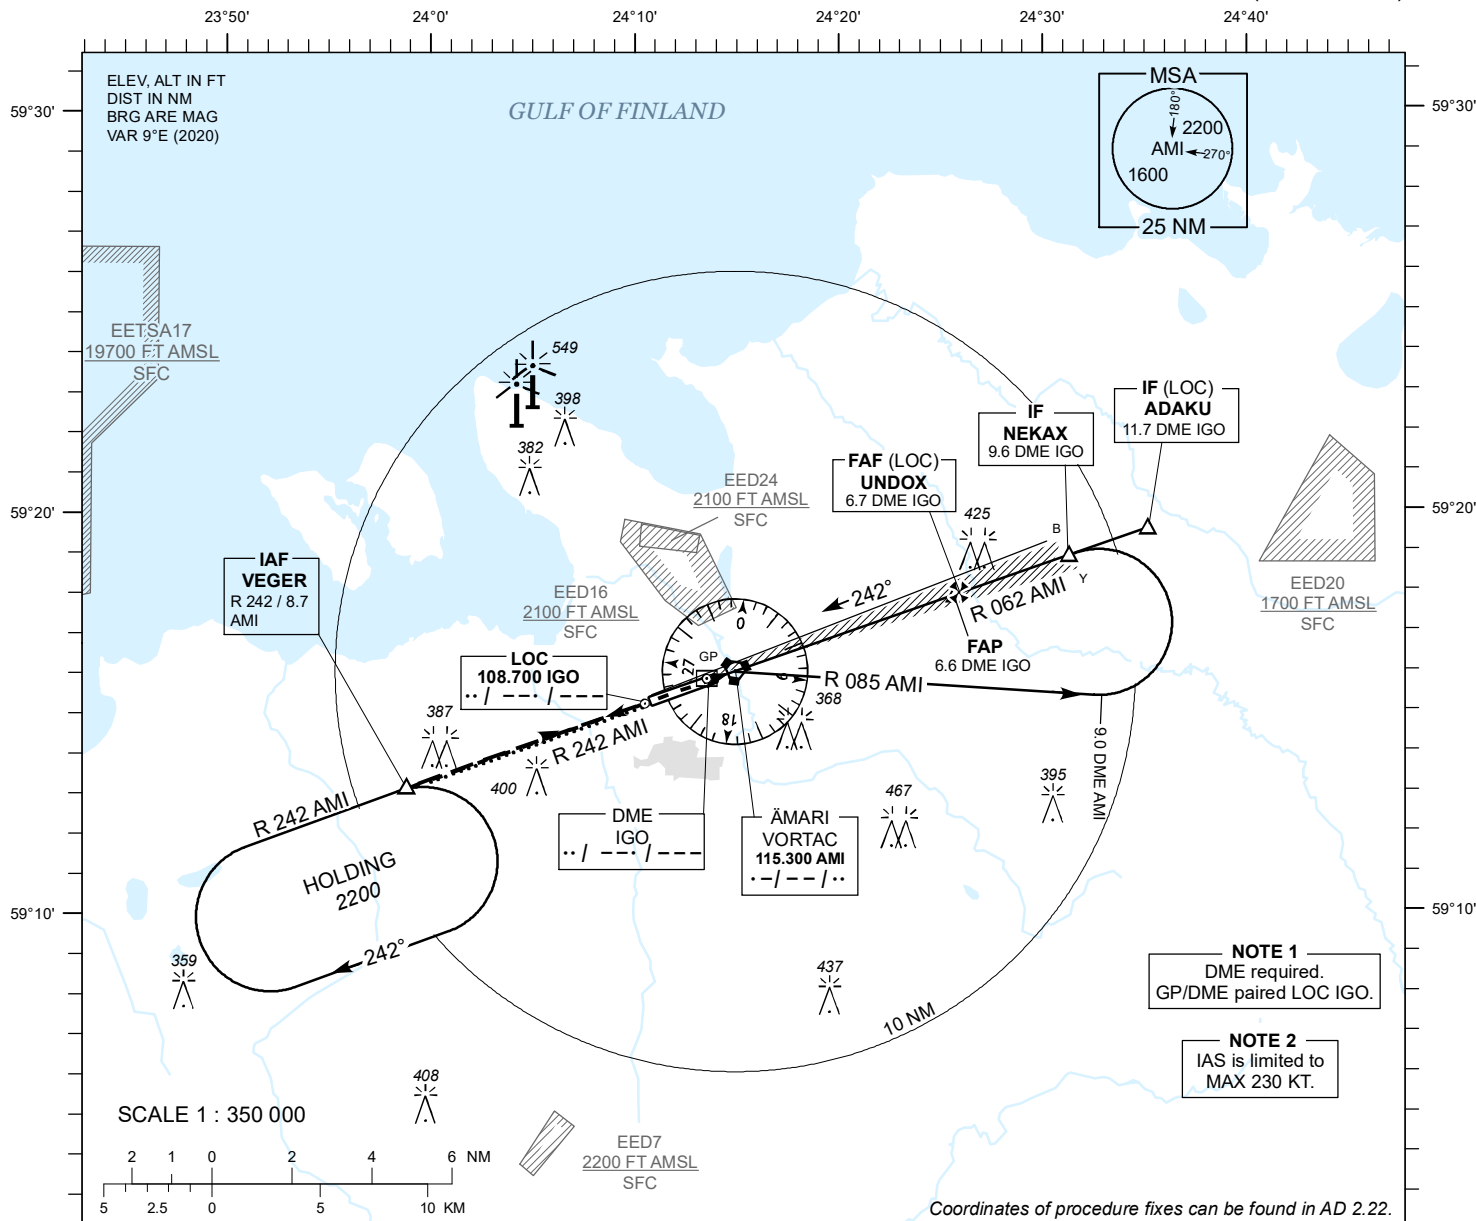 23°50'
24°0'
24°10'
24°20'
24°30'
24°40'
59°30'
59°30'
ELEV, ALT IN FT
DIST IN NM
BRG ARE MAG
VAR 9°E (2020)
GULF OF FINLAND
MSA
180°
2200
AMI
270°
1600
25 NM
EETSA17
19700 FT AMSL
SFC
549
398
382
IF (LOC)
ADAKU
11.7 DME IGO
IF
NEKAX
9.6 DME IGO
FAF (LOC)
UNDOX
6.7 DME IGO
EED24
2100 FT AMSL
SFC
59°20'
59°20'
425
B
Y
IAF
VEGER
R 242 / 8.7
AMI
EED16
2100 FT AMSL
SFC
242°
R 062 AMI
EED20
1700 FT AMSL
SFC
FAP
6.6 DME IGO
LOC
108.700 IGO
GP
0
9
18
27
R 085 AMI
368
387
R 242 AMI
400
9.0 DME AMI
395
467
R 242 AMI
DME
IGO
ÄMARI
VORTAC
115.300 AMI
HOLDING
2200
59°10'
59°10'
242°
359
437
10 NM
NOTE 1
DME required.
GP/DME paired LOC IGO.
NOTE 2
IAS is limited to
MAX 230 KT.
408
SCALE 1 : 350 000
2 1 0 2 4 6 NM
5 2.5 0 5 10 KM
EED7
2200 FT AMSL
SFC
Coordinates of procedure fixes can be found in AD 2.22.